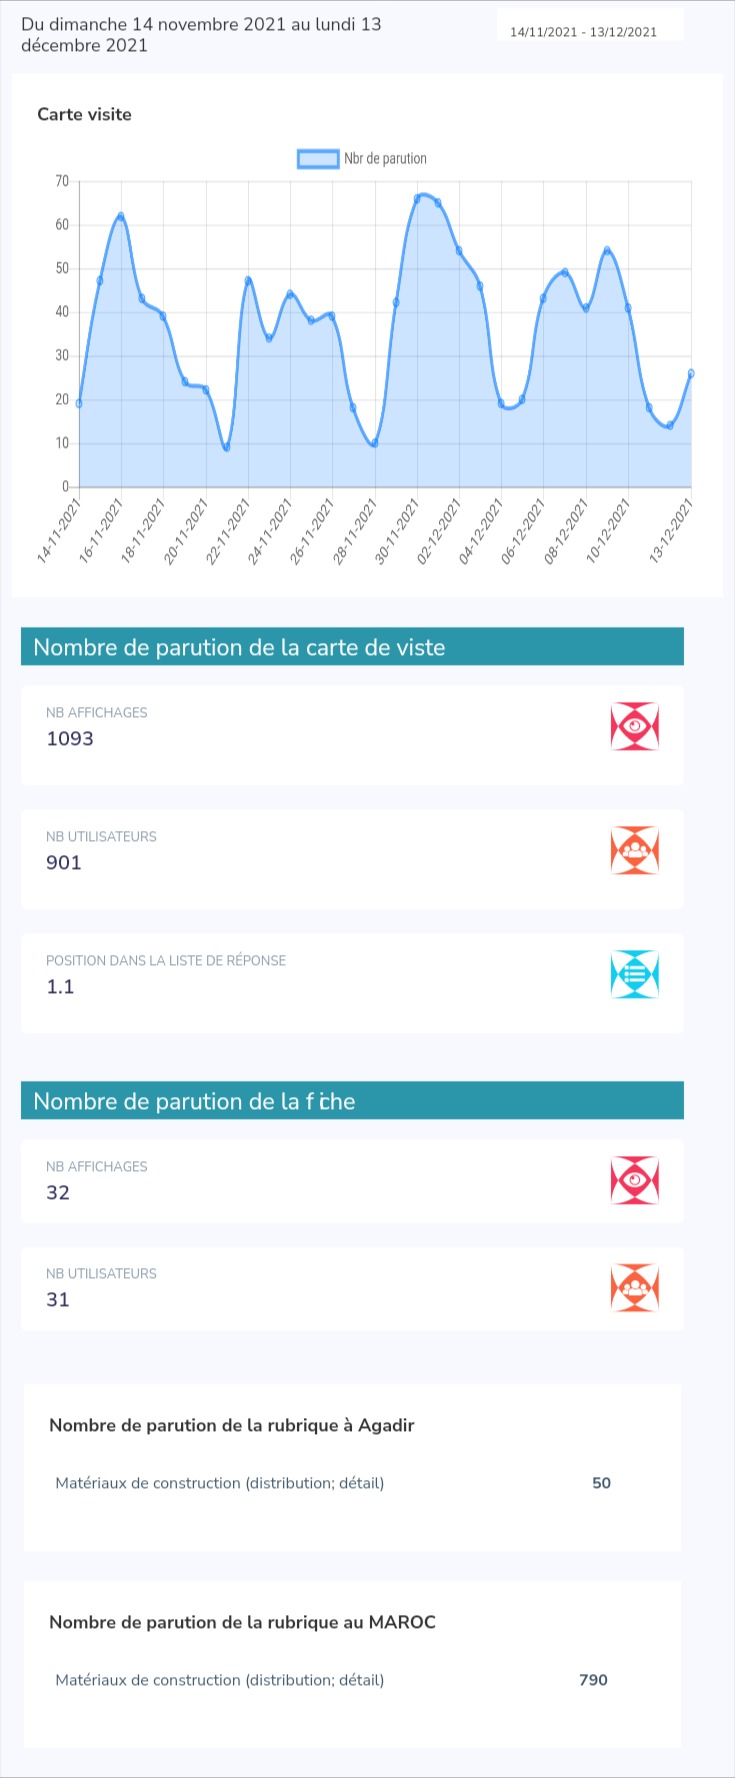 Du dimanche 14 novembre 2021 au lundi 13
décembre 2021
14/11/2021 - 13/12/2021
Carte visite
Nbr de parution
70
60
50
40
30
20
10
0
14-11-2021
16-11-2021
18-11-2021
20-11-2021
22-11-2021
24-11-2021
26-11-2021
28-11-2021
30-11-2021
02-12-2021
04-12-2021
06-12-2021
08-12-2021
10-12-2021
13-12-2021
Nombre de parution de la carte de viste
NB AFFICHAGES
1093
NB UTILISATEURS
901
POSITION DANS LA LISTE DE RÉPONSE
1.1
Nombre de parution de la fiche
NB AFFICHAGES
32
NB UTILISATEURS
31
Nombre de parution de la rubrique à Agadir
Matériaux de construction (distribution; détail) 50
Nombre de parution de la rubrique au MAROC
Matériaux de construction (distribution; détail) 790